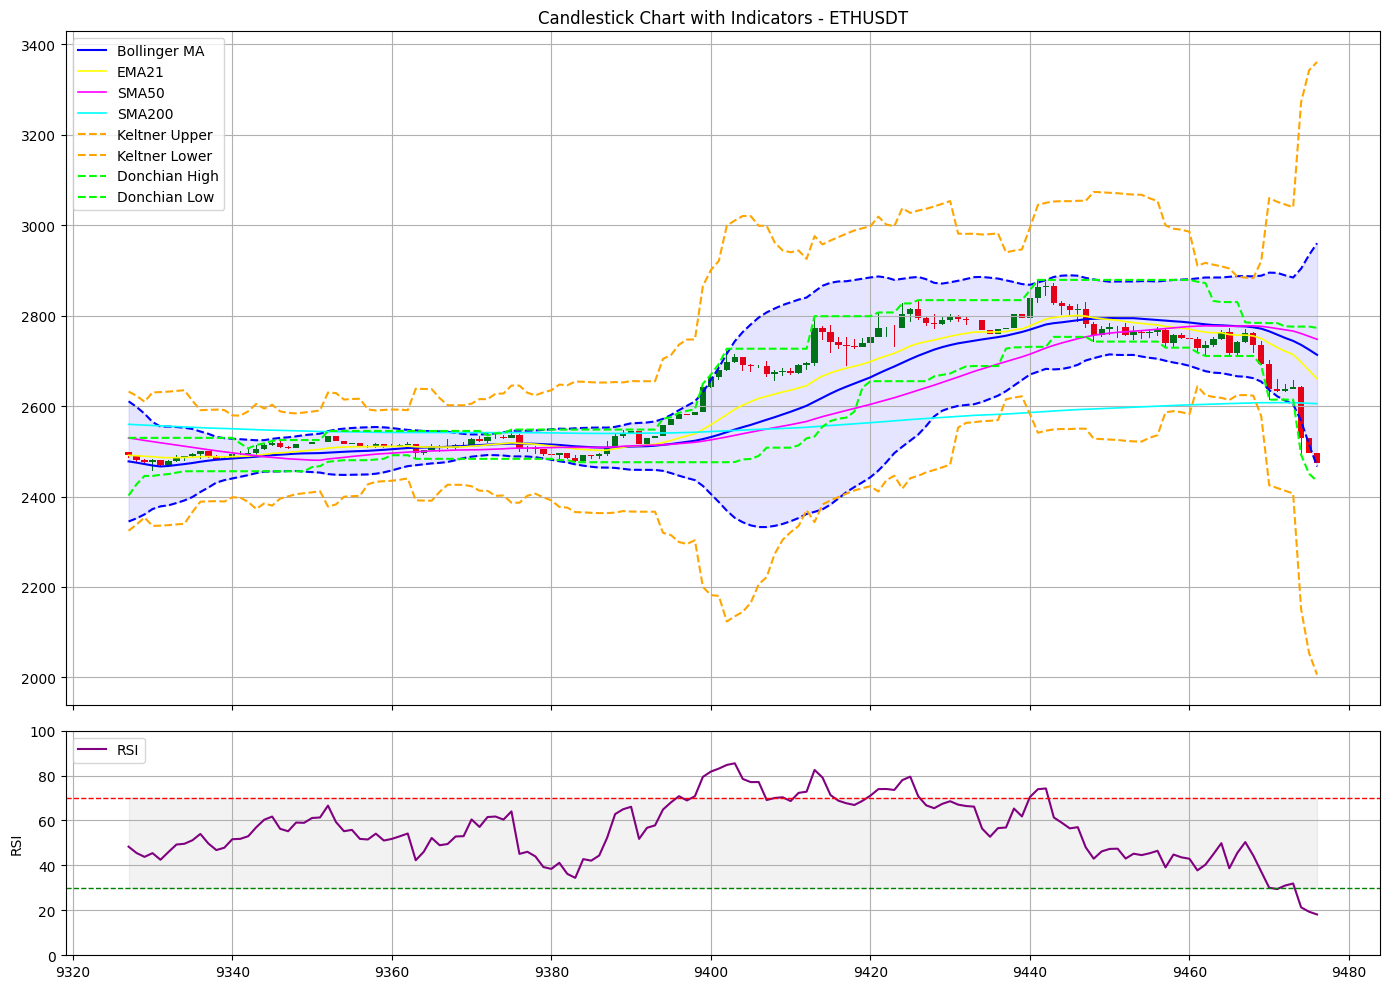 Candlestick Chart with Indicators - ETHUSDT
3400
3200
3000
2800
2600
2400
2200
2000
Bollinger MA
EMA21
SMA50
SMA200
Keltner Upper
Keltner Lower
Donchian High
Donchian Low
RSI
100
80
60
40
20
0
RSI
9320 9340 9360 9380 9400 9420 9440 9460 9480